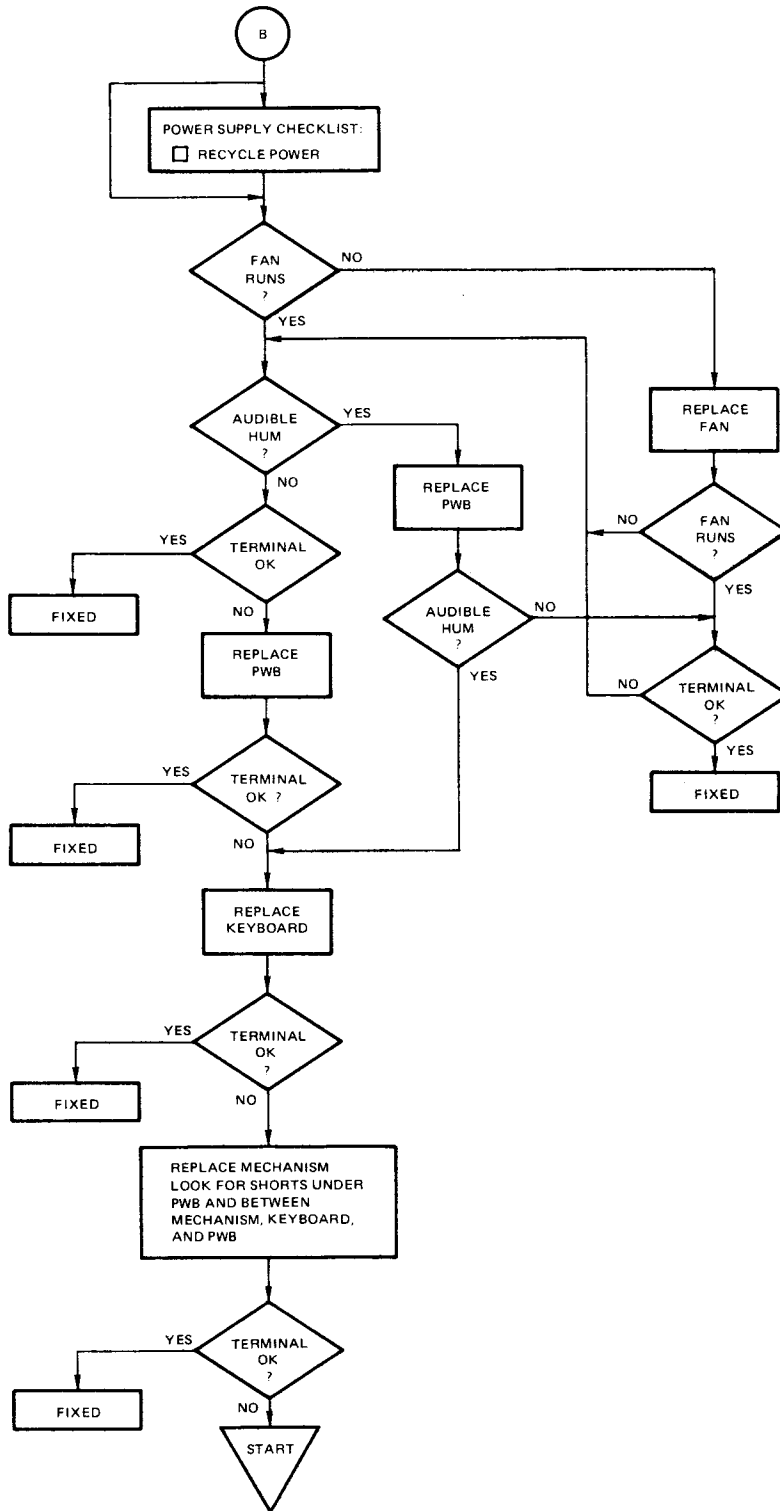 B
POWER SUPPLY CHECKLIST:
RECYCLE POWER
FAN
RUNS
?
NO
YES
AUDIBLE
HUM
?
YES
NO
REPLACE
FAN
REPLACE
PWB
FAN
RUNS
?
NO
YES
TERMINAL
OK
YES
NO
FIXED
AUDIBLE
HUM
?
NO
YES
REPLACE
PWB
TERMINAL
OK
?
NO
YES
FIXED
TERMINAL
OK ?
YES
NO
FIXED
REPLACE
KEYBOARD
TERMINAL
OK
?
YES
NO
FIXED
REPLACE MECHANISM
LOOK FOR SHORTS UNDER
PWB AND BETWEEN
MECHANISM, KEYBOARD,
AND PWB
TERMINAL
OK
?
YES
NO
FIXED
START